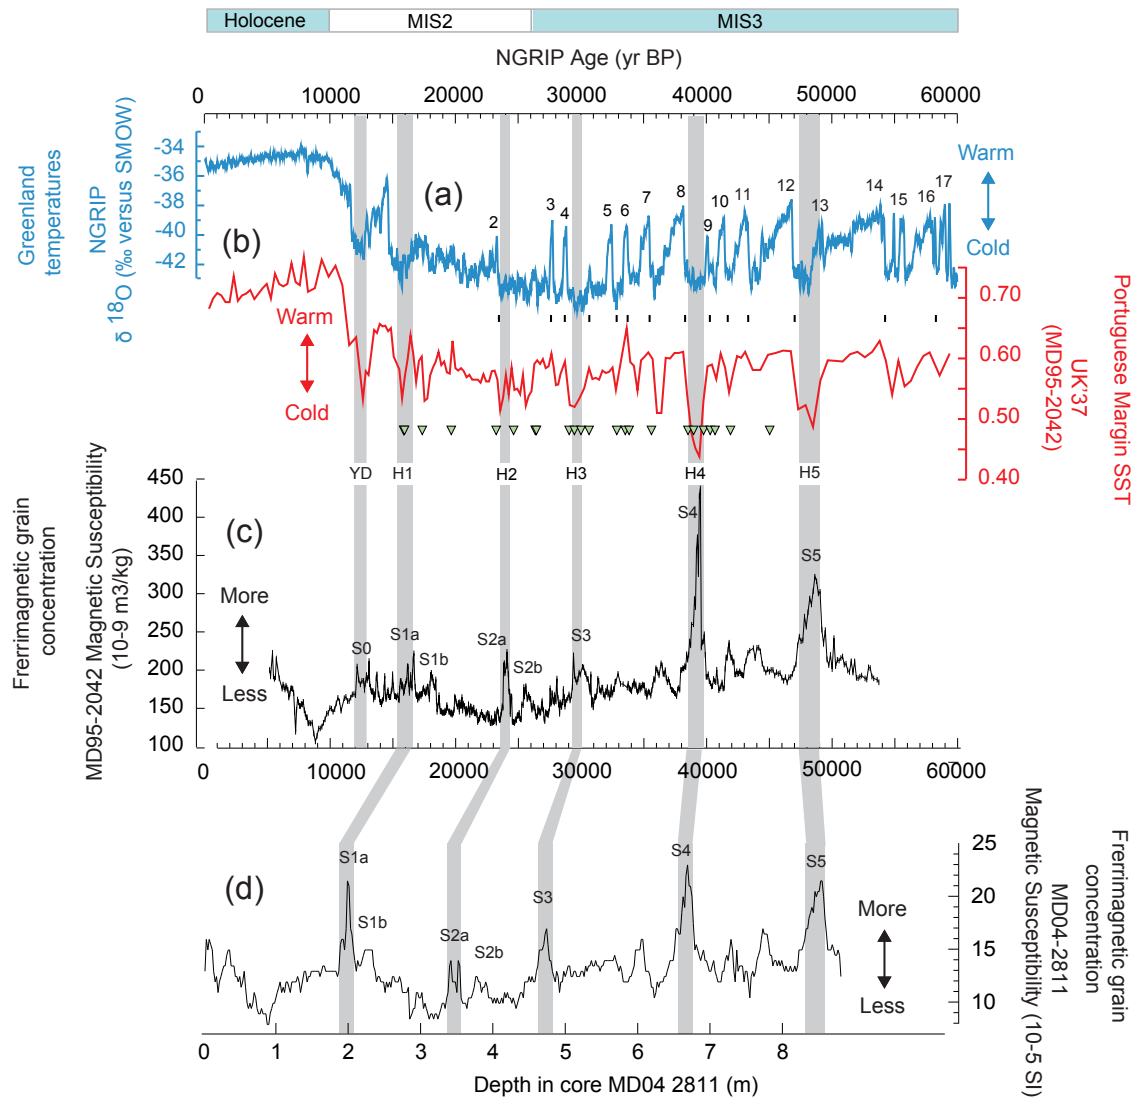 Holocene MIS2 MIS3
NGRIP Age (yr BP)
0 10000 20000 30000 40000 50000 60000
Greenland
temperatures
NGRIP
δ 18O (‰ versus SMOW)
-34
-36
-38
-40
-42
(a)
2 3 4 5 6 7 8 9 10 11 12 13 14 15 16 17
Warm
Cold
(b)
Warm
Cold
0.70
0.60
0.50
0.40
UK'37
(MD95-2042)
Portuguese Margin SST
YD H1 H2 H3 H4 H5
Ferrrimagnetic grain
concentration
MD95-2042 Magnetic Susceptibility
(10-9 m3/kg)
450
400
350
300
250
200
150
100
(c)
More
Less
S0 S1a S1b S2a S2b S3 S4 S5
0 10000 20000 30000 40000 50000 60000
(d)
S1a S1b S2a S2b S3 S4 S5
More
Less
25
20
15
10
Magnetic Susceptibility (10-5 SI)
MD04-2811
Frerrimagnetic grain
concentration
0 1 2 3 4 5 6 7 8
Depth in core MD04 2811 (m)